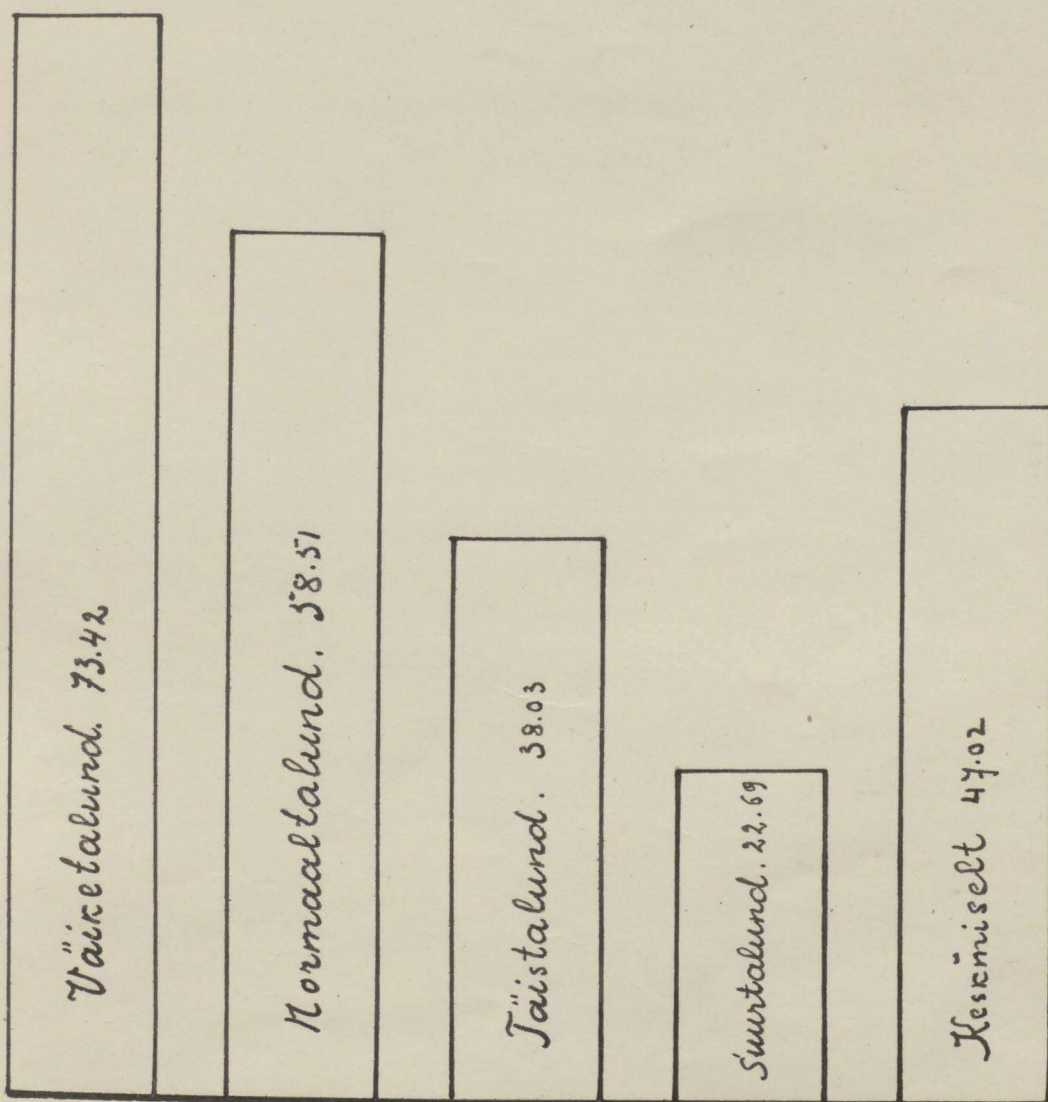 Väiketalund. 73.42
Normaaltalund. 58.51
Täistalund. 38.03
Suurtalund. 22.69
Keskmiselt 47.02